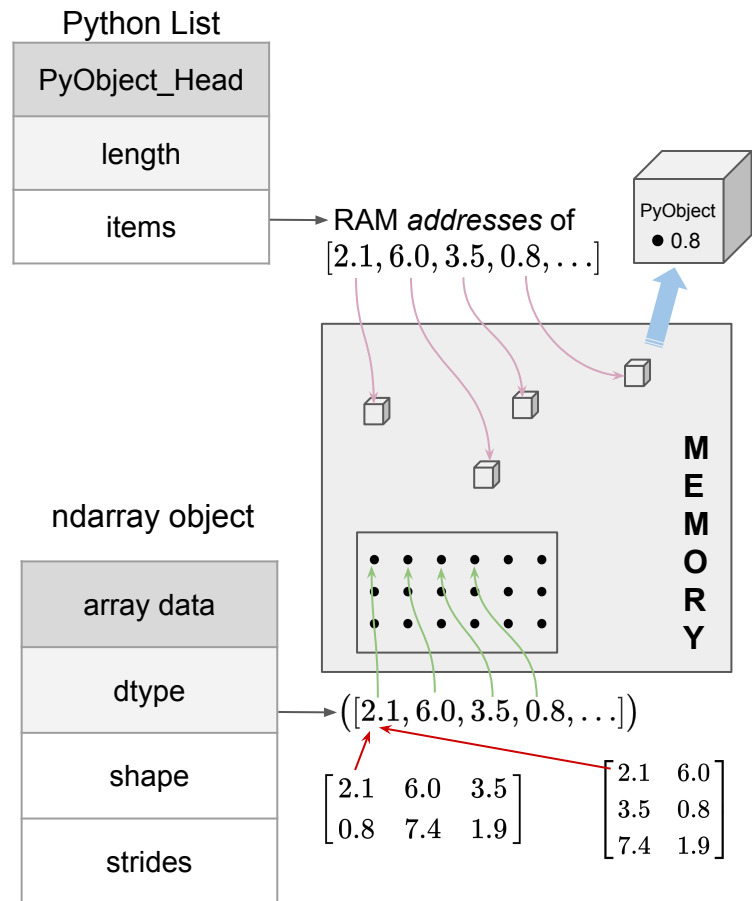 Python List
PyObject_Head
length
items
RAM addresses of
[2.1, 6.0, 3.5, 0.8, . . .]
PyObject
• 0.8
M
E
M
O
R
Y
ndarray object
array data
dtype
shape
strides
([2.1, 6.0, 3.5, 0.8, . . .])
2.1 6.0 3.5
0.8 7.4 1.9
2.1 6.0
3.5 0.8
7.4 1.9